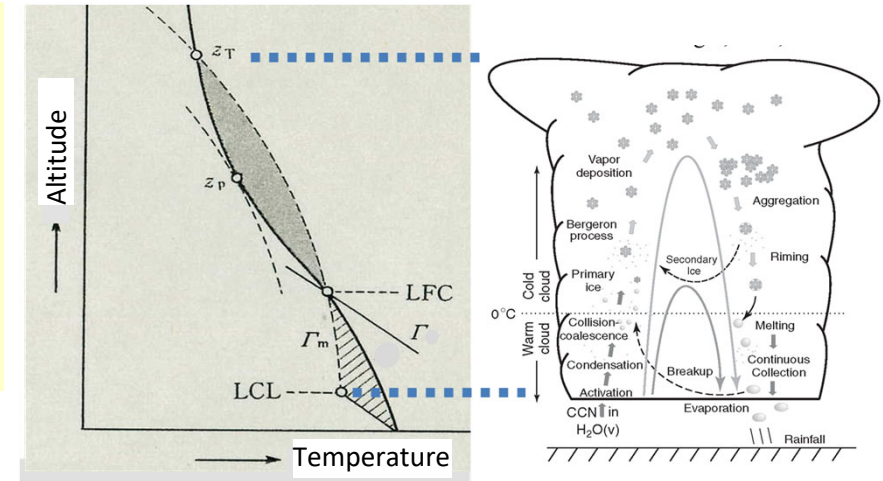 z_T
Altitude
z_p
LFC
Γ
Γ_m
LCL
Temperature
Vapor
deposition
Aggregation
Bergeron
process
Secondary
Ice
Riming
Primary
ice
Cold
cloud
0°C
Warm
cloud
Collision-
coalescence
Melting
Condensation
Breakup
Continuous
Collection
Activation
CCN in
H₂O(v)
Evaporation
Rainfall